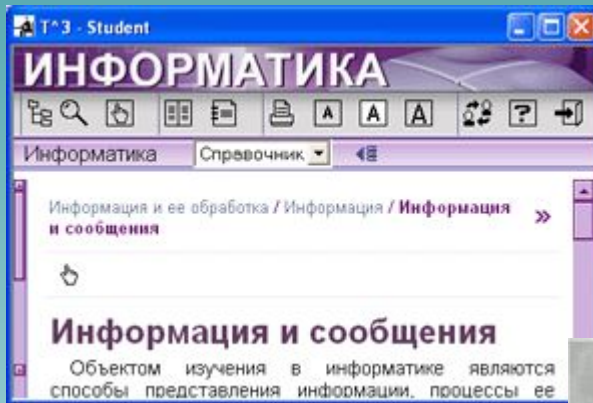 T^3 - Student
ИНФОРМАТИКА
A A A ?
Информатика Справочник
Информация и ее обработка / Информация / Информация »
и сообщения
Информация и сообщения
Объектом изучения в информатике являются
способы представления информации, процессы ее